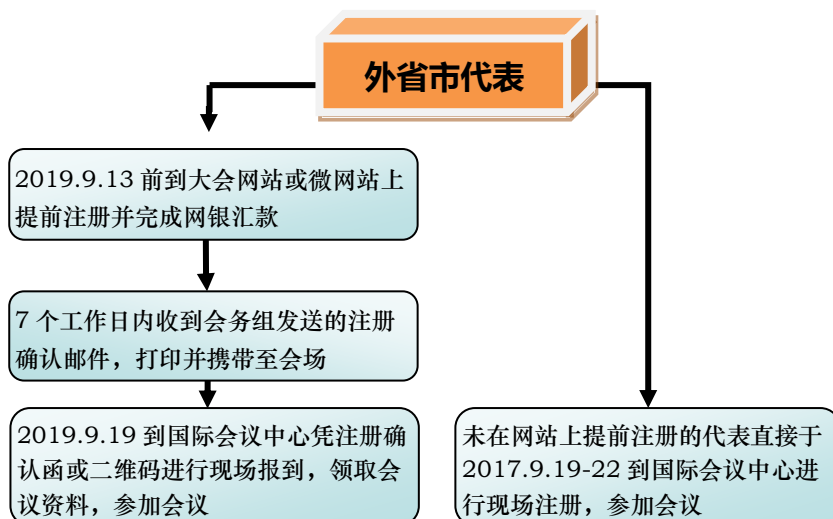 外省市代表
2019.9.13 前到大会网站或微网站上
提前注册并完成网银汇款
7 个工作日内收到会务组发送的注册
确认邮件，打印并携带至会场
2019.9.19 到国际会议中心凭注册确
认函或二维码进行现场报到，领取会
议资料，参加会议
未在网站上提前注册的代表直接于
2017.9.19-22 到国际会议中心进
行现场注册，参加会议